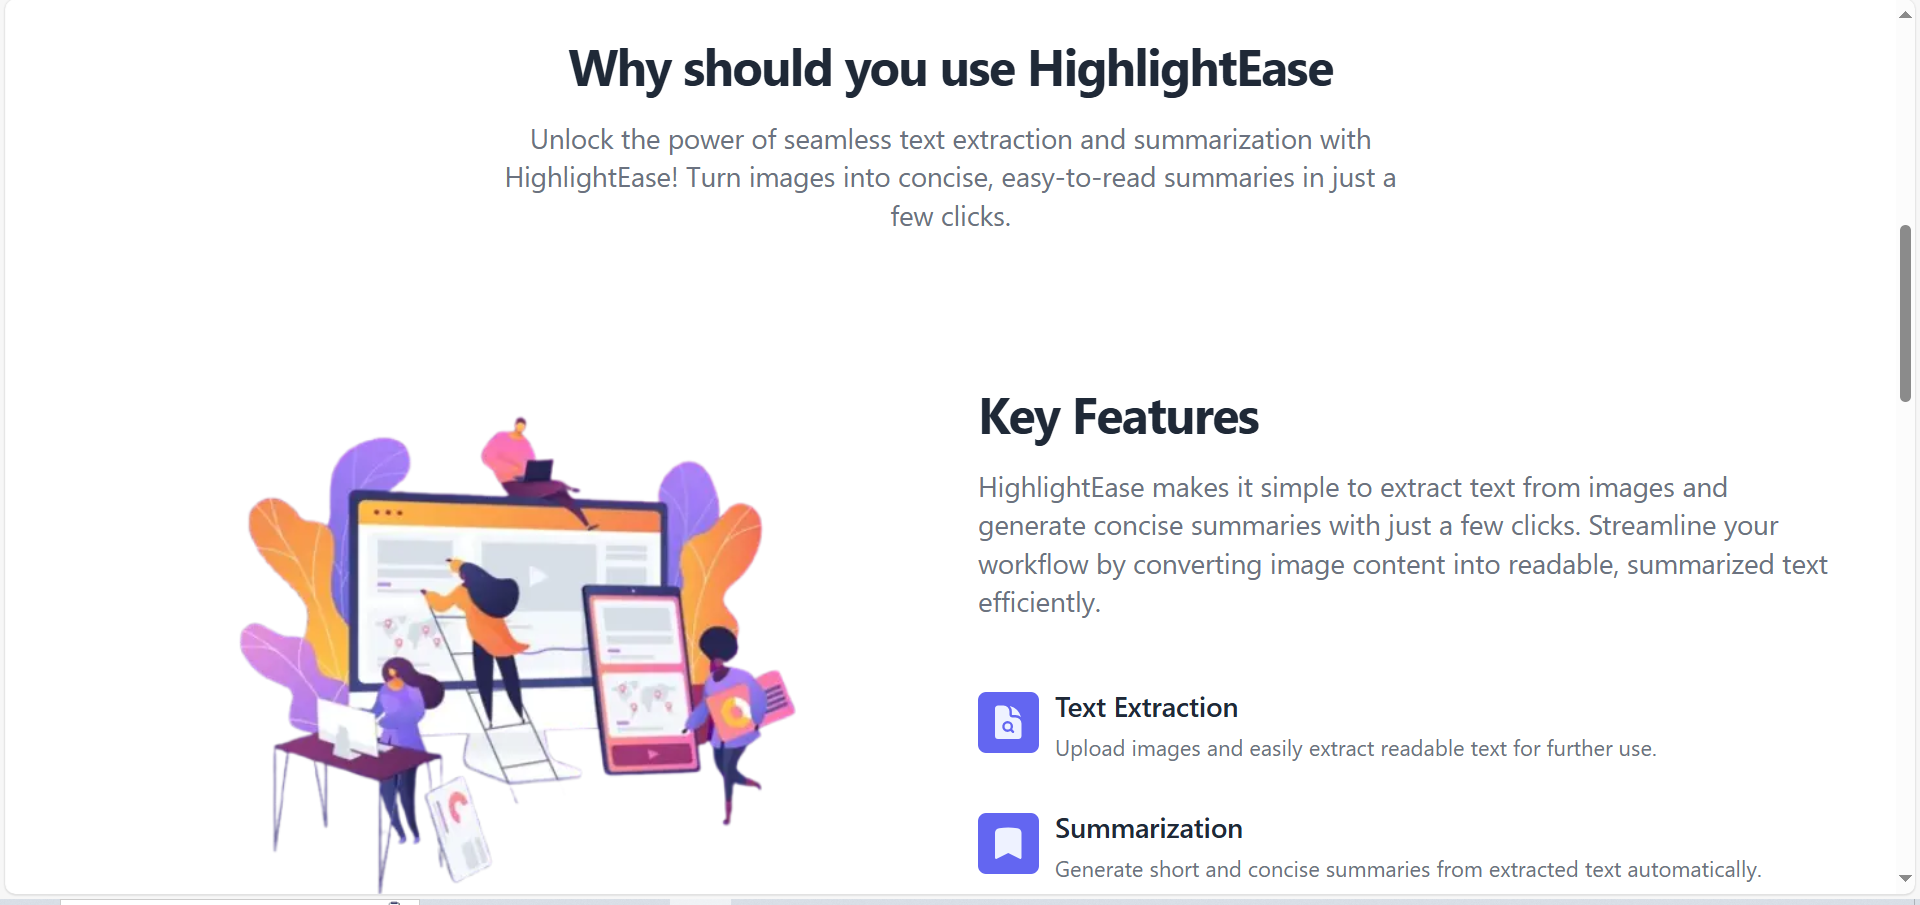 Why should you use HighlightEase
Unlock the power of seamless text extraction and summarization with
HighlightEase! Turn images into concise, easy-to-read summaries in just a
few clicks.
Key Features
HighlightEase makes it simple to extract text from images and
generate concise summaries with just a few clicks. Streamline your
workflow by converting image content into readable, summarized text
efficiently.
Text Extraction
Upload images and easily extract readable text for further use.
Summarization
Generate short and concise summaries from extracted text automatically.